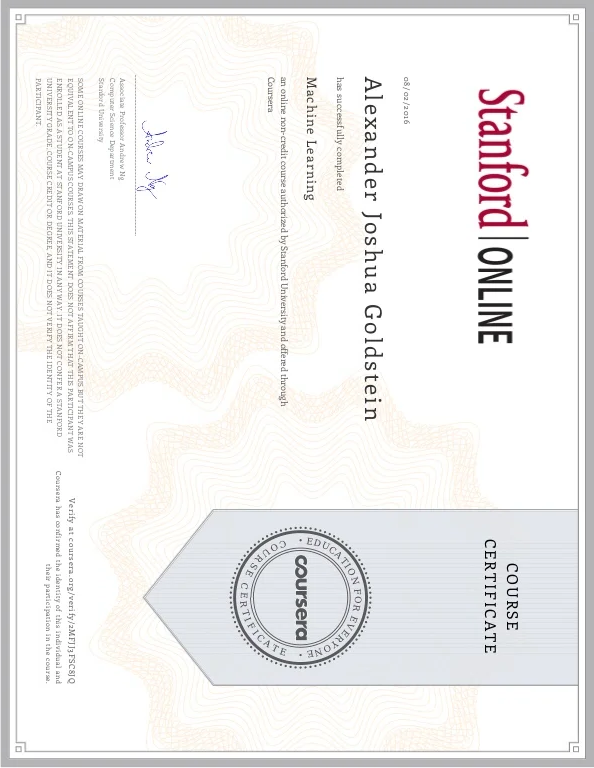 Stanford | ONLINE
08/02/2016
Alexander Joshua Goldstein
has successfully completed
Machine Learning
an online non-credit course authorized by Stanford University and offered through
Coursera
Associate Professor Andrew Ng
Computer Science Department
Stanford University
SOME ONLINE COURSES MAY DRAW ON MATERIAL FROM COURSES TAUGHT ON-CAMPUS BUT THEY ARE NOT
EQUIVALENT TO ON-CAMPUS COURSES. THIS STATEMENT DOES NOT AFFIRM THAT THIS PARTICIPANT WAS
ENROLLED AS A STUDENT AT STANFORD UNIVERSITY IN ANY WAY. IT DOES NOT CONFER A STANFORD
UNIVERSITY GRADE, COURSE CREDIT OR DEGREE, AND IT DOES NOT VERIFY THE IDENTITY OF THE
PARTICIPANT.
COURSE
CERTIFICATE
EDUCATION FOR EVERYONE
coursera
COURSE CERTIFICATE
Verify at coursera.org/verify/2MFJJ3FSC8JQ
Coursera has confirmed the identity of this individual and
their participation in the course.